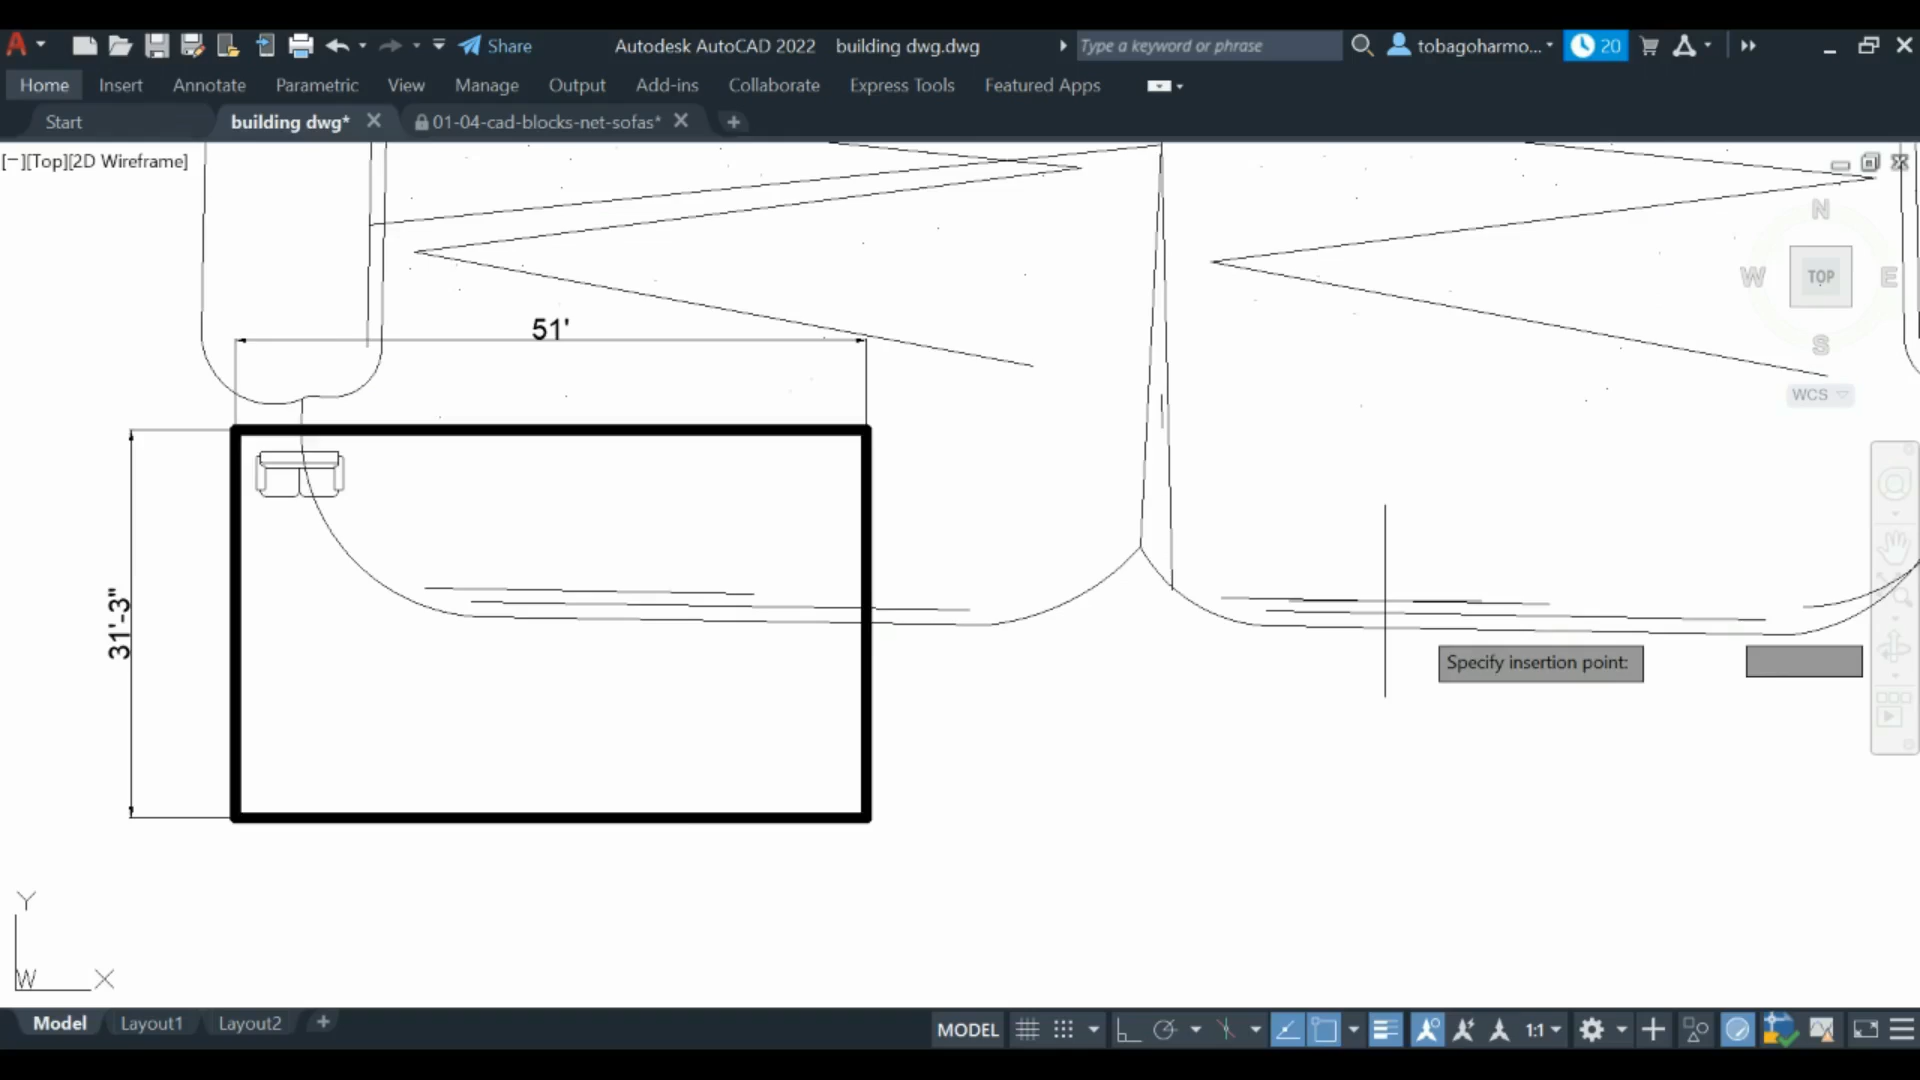 A Share Autodesk AutoCAD 2022 building dwg.dwg Type a keyword or phrase tobagoharmo... 20
Home Insert Annotate Parametric View Manage Output Add-ins Collaborate Express Tools Featured Apps
Start building dwg* 01-04-cad-blocks-net-sofas*
[−][Top][2D Wireframe]
N
W TOP E
S
WCS
51'
31'-3"
Specify insertion point:
Y
W X
Model Layout1 Layout2 MODEL 1:1